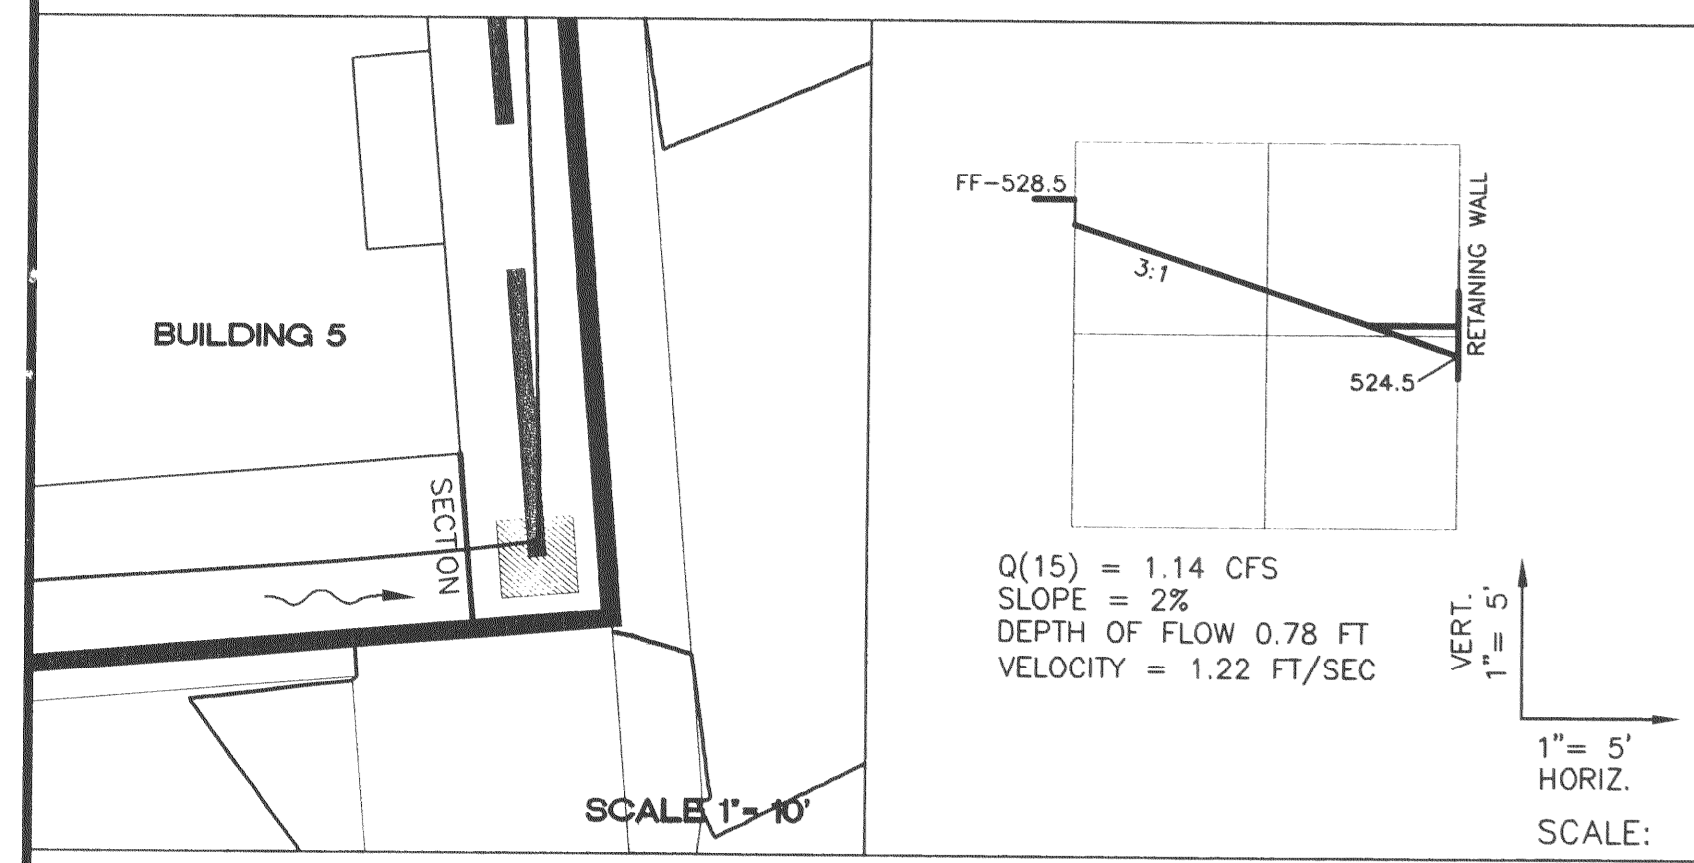 BUILDING 5
SECTION
SCALE 1"= 10'
FF-528.5
3:1
RETAINING WALL
524.5
Q(15) = 1.14 CFS
SLOPE = 2%
DEPTH OF FLOW 0.78 FT
VELOCITY = 1.22 FT/SEC
VERT.
1"= 5'
1"= 5'
HORIZ.
SCALE: